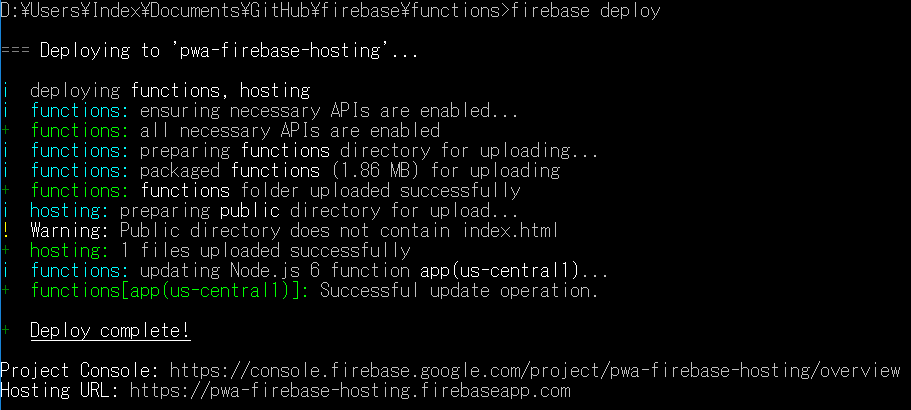 D:¥Users¥Index¥Documents¥GitHub¥firebase¥functions>firebase deploy
=== Deploying to 'pwa-firebase-hosting'...
i  deploying functions, hosting
i  functions: ensuring necessary APIs are enabled...
+  functions: all necessary APIs are enabled
i  functions: preparing functions directory for uploading...
i  functions: packaged functions (1.86 MB) for uploading
+  functions: functions folder uploaded successfully
i  hosting: preparing public directory for upload...
!  Warning: Public directory does not contain index.html
+  hosting: 1 files uploaded successfully
i  functions: updating Node.js 6 function app(us-central1)...
+  functions[app(us-central1)]: Successful update operation.
+  Deploy complete!
Project Console: https://console.firebase.google.com/project/pwa-firebase-hosting/overview
Hosting URL: https://pwa-firebase-hosting.firebaseapp.com